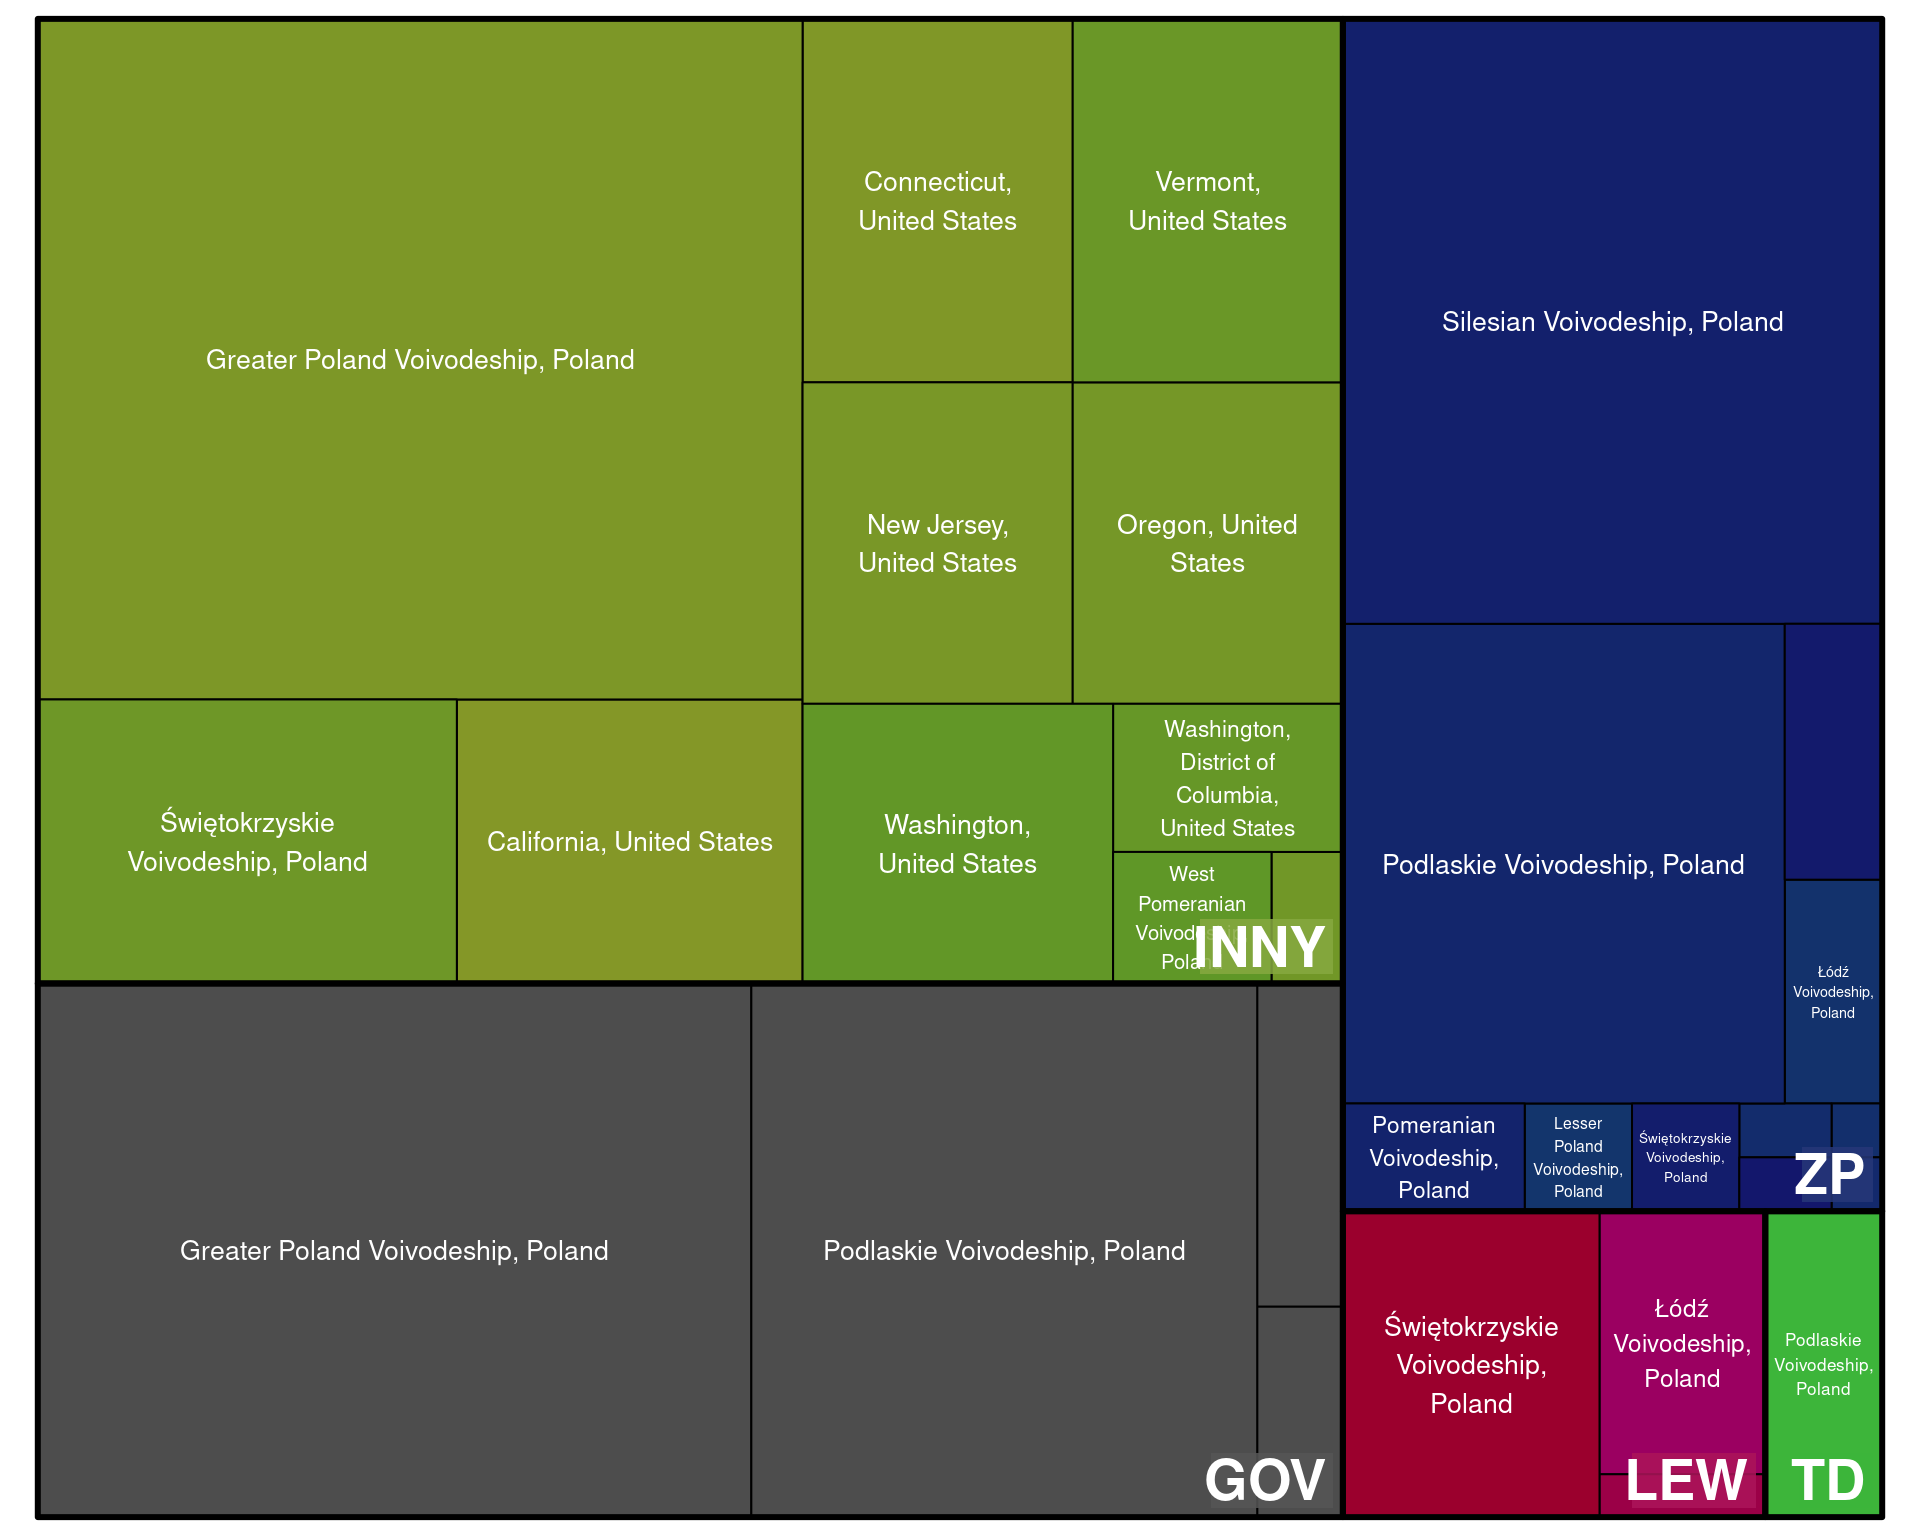 Greater Poland Voivodeship, Poland
Connecticut,
United States
Vermont,
United States
New Jersey,
United States
Oregon, United
States
Świętokrzyskie
Voivodeship, Poland
California, United States
Washington,
United States
Washington,
District of
Columbia,
United States
West
Pomeranian
INNY
Greater Poland Voivodeship, Poland
Podlaskie Voivodeship, Poland
GOV
Silesian Voivodeship, Poland
Podlaskie Voivodeship, Poland
Łódź
Voivodeship,
Poland
Pomeranian
Voivodeship,
Poland
Lesser
Poland
Voivodeship,
Poland
Świętokrzyskie
Voivodeship,
Poland
ZP
Świętokrzyskie
Voivodeship,
Poland
Łódź
Voivodeship,
Poland
LEW
Podlaskie
Voivodeship,
Poland
TD